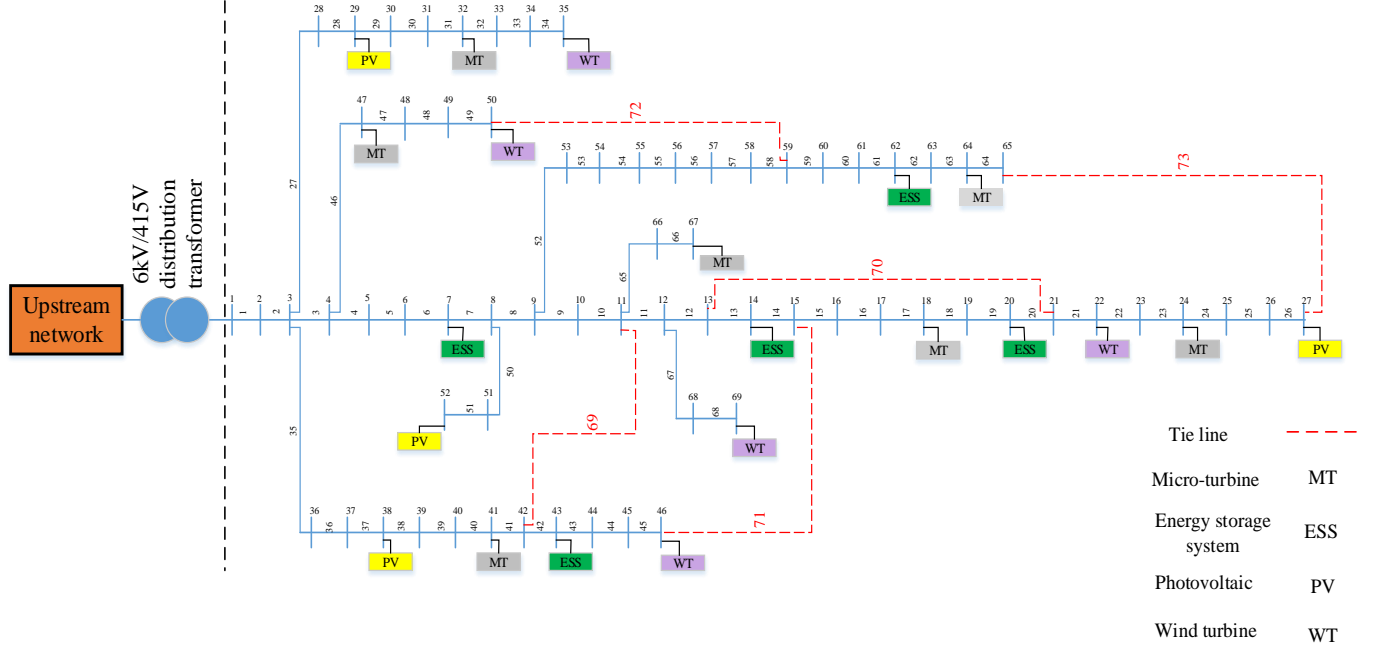 28 29 30 31 32 33 34 35
28 29 30 31 32 33 34
PV MT WT
47 48 49 50
47 48 49
MT WT
72
53 54 55 56 57 58 59 60 61 62 63 64 65
53 54 55 56 57 58 59 60 61 62 63 64
ESS MT
73
27
46
52
66 67
66
MT
65
70
6kV/415V
distribution
transformer
Upstream
network
1 2 3 4 5 6 7 8 9 10 11 12 13 14 15 16 17 18 19 20 21 22 23 24 25 26 27
1 2 3 4 5 6 7 8 9 10 11 12 13 14 15 16 17 18 19 20 21 22 23 24 25 26
ESS ESS MT ESS WT MT PV
50
52 51
51
PV
67
68 69
68
WT
69
35
71
36 37 38 39 40 41 42 43 44 45 46
36 37 38 39 40 41 42 43 44 45
PV MT ESS WT
Tie line
Micro-turbine MT
Energy storage
system
ESS
Photovoltaic PV
Wind turbine WT